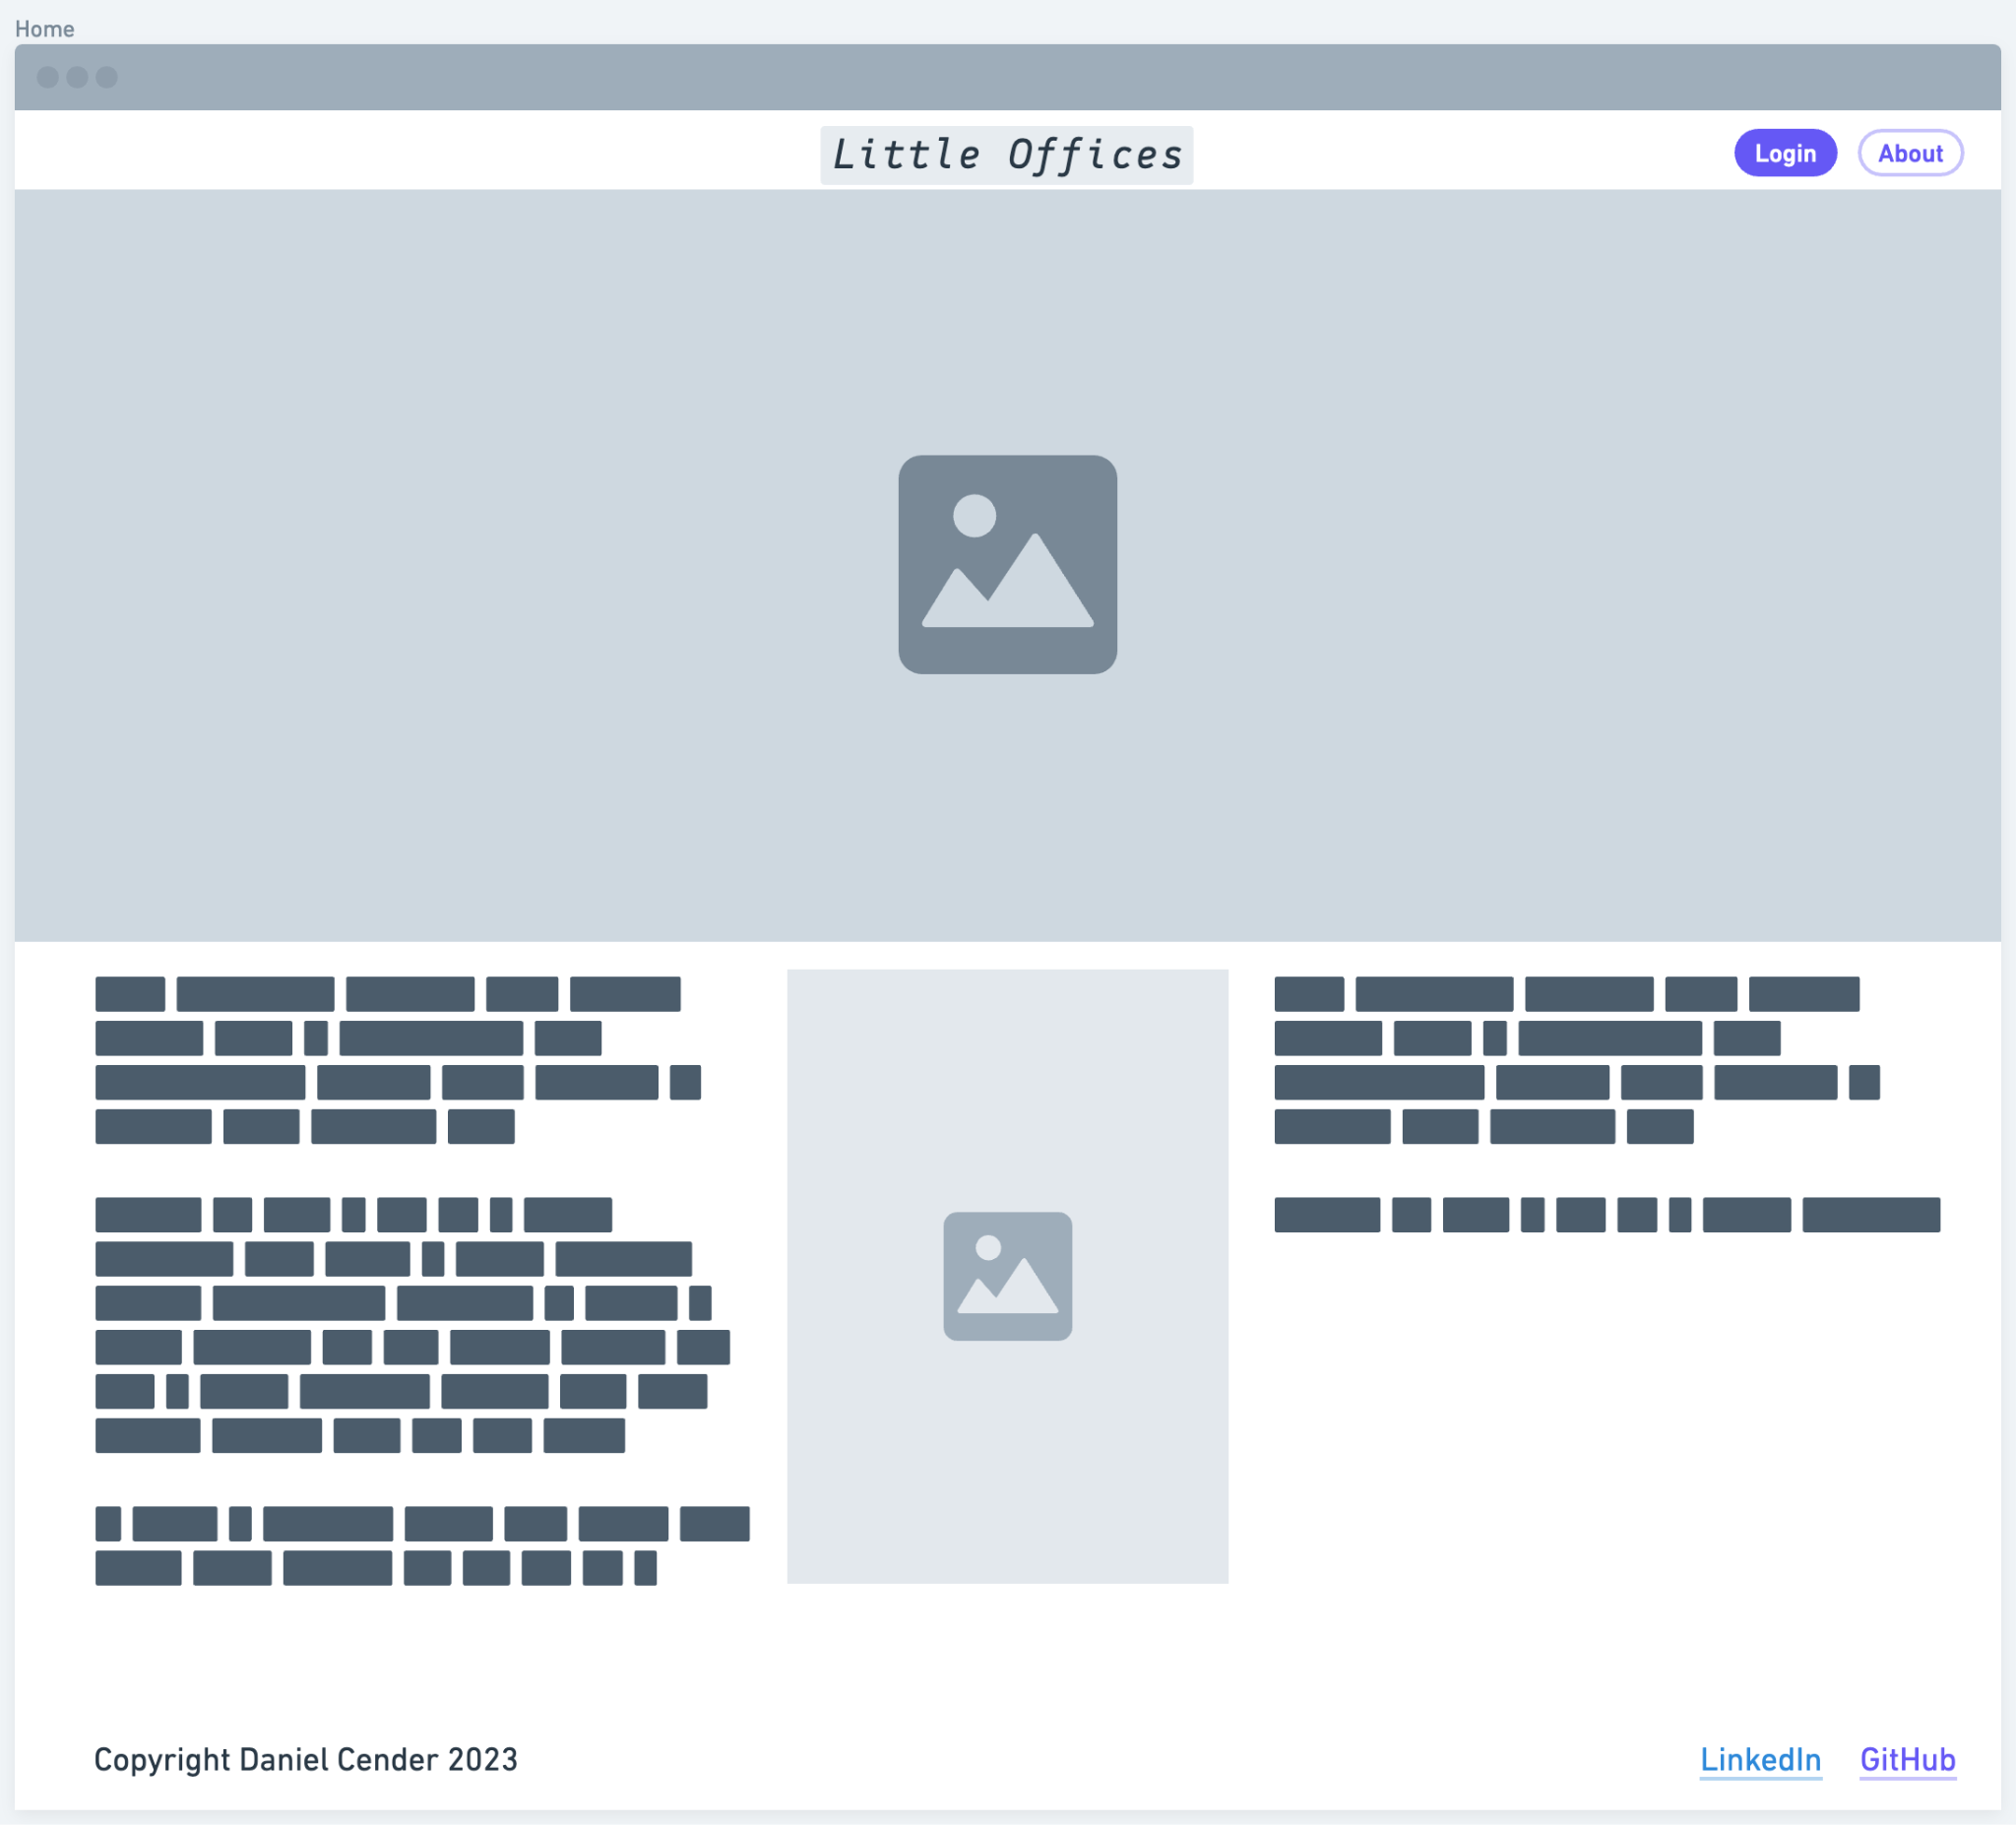 Home
Little Offices
Login
About
Copyright Daniel Cender 2023
LinkedIn
GitHub